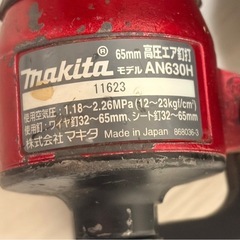 makita®
65mm 高圧エア釘打
モデル AN630H
11623
使用空気圧：1.18～2.26MPa(12～23kgf/cm²)
使用釘：ワイヤ釘32～65mm、シート釘32～65mm
株式会社マキタ Made in Japan 868036-3